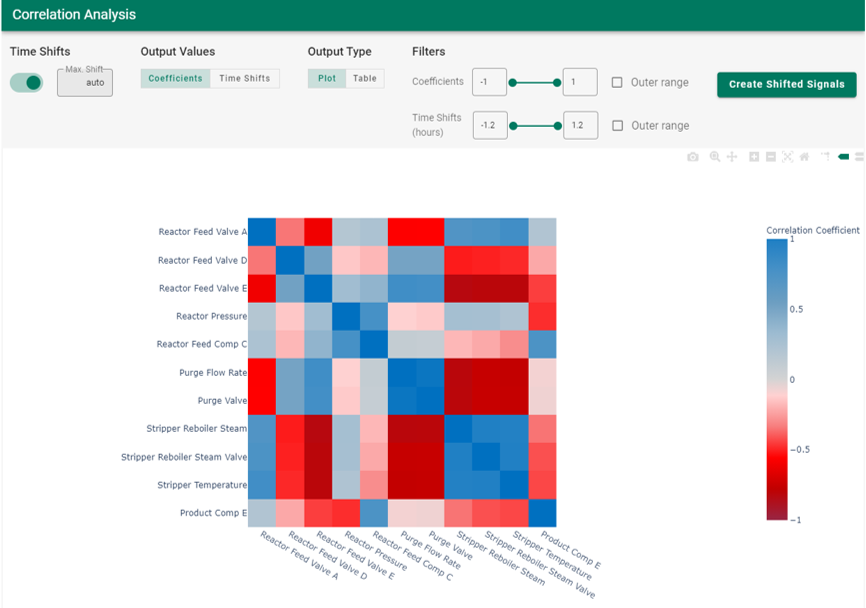 Correlation Analysis
Time Shifts
Output Values
Output Type
Filters
Max. Shift
auto
Coefficients
Time Shifts
Plot
Table
Coefficients
-1
1
Outer range
Create Shifted Signals
Time Shifts
(hours)
-1.2
1.2
Outer range
Correlation Coefficient
1
0.5
0
−0.5
−1
Reactor Feed Valve A
Reactor Feed Valve D
Reactor Feed Valve E
Reactor Pressure
Reactor Feed Comp C
Purge Flow Rate
Purge Valve
Stripper Reboiler Steam
Stripper Reboiler Steam Valve
Stripper Temperature
Product Comp E
Reactor Feed Valve A
Reactor Feed Valve D
Reactor Feed Valve E
Reactor Pressure
Reactor Feed Comp C
Purge Flow Rate
Purge Valve
Stripper Reboiler Steam
Stripper Reboiler Steam Valve
Stripper Temperature
Product Comp E